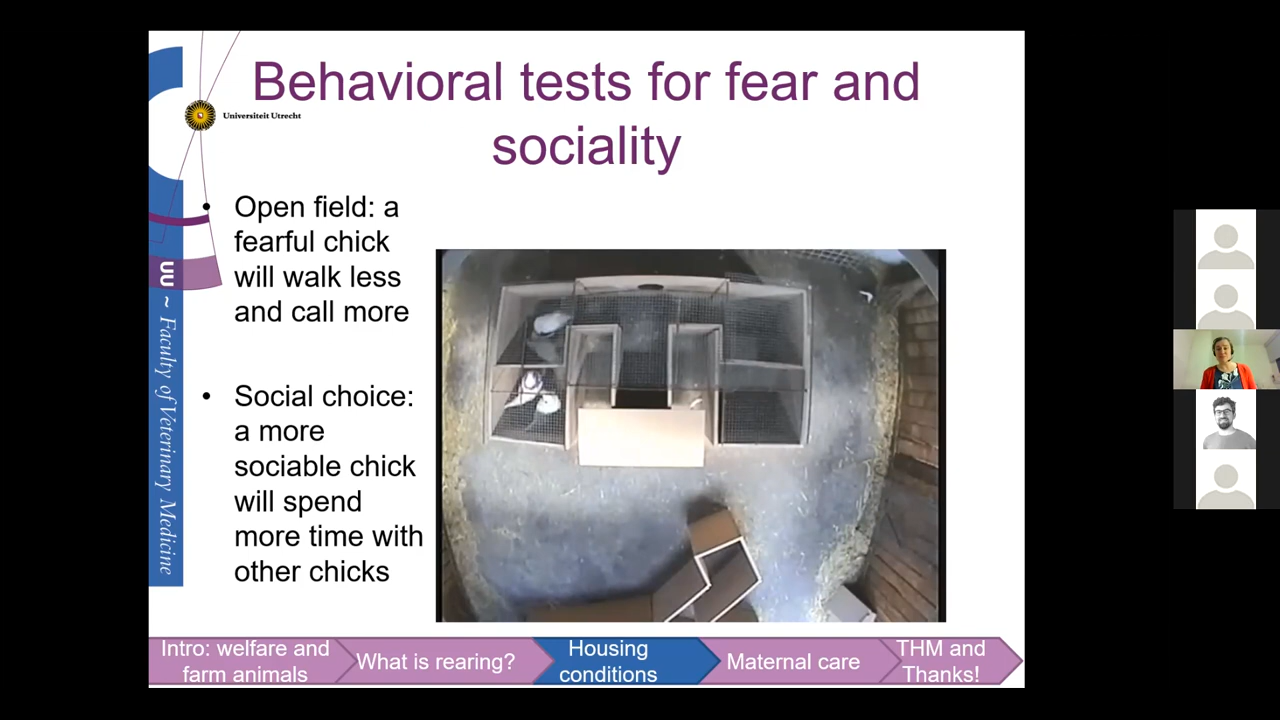 Behavioral tests for fear and
sociality
Universiteit Utrecht
• Open field: a
fearful chick
will walk less
and call more
• Social choice:
a more
sociable chick
will spend
more time with
other chicks
UU ~ Faculty of Veterinary Medicine
Intro: welfare and
farm animals
What is rearing?
Housing
conditions
Maternal care
THM and
Thanks!